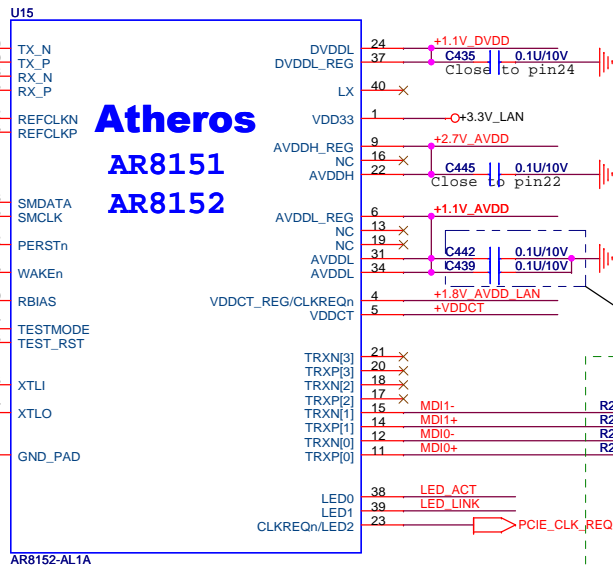 U15
TX_N
TX_P
RX_N
RX_P
REFCLKN
REFCLKP
SMDATA
SMCLK
PERSTn
WAKEn
RBIAS
TESTMODE
TEST_RST
XTLI
XTLO
GND_PAD
Atheros
AR8151
AR8152
DVDDL 24 +1.1V_DVDD
DVDDL_REG 37 C435 0.1U/10V
Close to pin24
LX 40
VDD33 1 +3.3V_LAN
AVDDH_REG 9 +2.7V_AVDD
NC 16
AVDDH 22 C445 0.1U/10V
Close to pin22
AVDDL_REG 6 +1.1V_AVDD
NC 13
NC 19
AVDDL 31 C442 0.1U/10V
AVDDL 34 C439 0.1U/10V
VDDCT_REG/CLKREQn 4 +1.8V_AVDD_LAN
VDDCT 5 +VDDCT
TRXN[3] 21
TRXP[3] 20
TRXN[2] 18
TRXP[2] 17
TRXN[1] 15 MDI1- R2
TRXP[1] 14 MDI1+ R2
TRXN[0] 12 MDI0- R2
TRXP[0] 11 MDI0+ R2
LED0 38 LED_ACT
LED1 39 LED_LINK
CLKREQn/LED2 23 PCIE_CLK_REQ
AR8152-AL1A